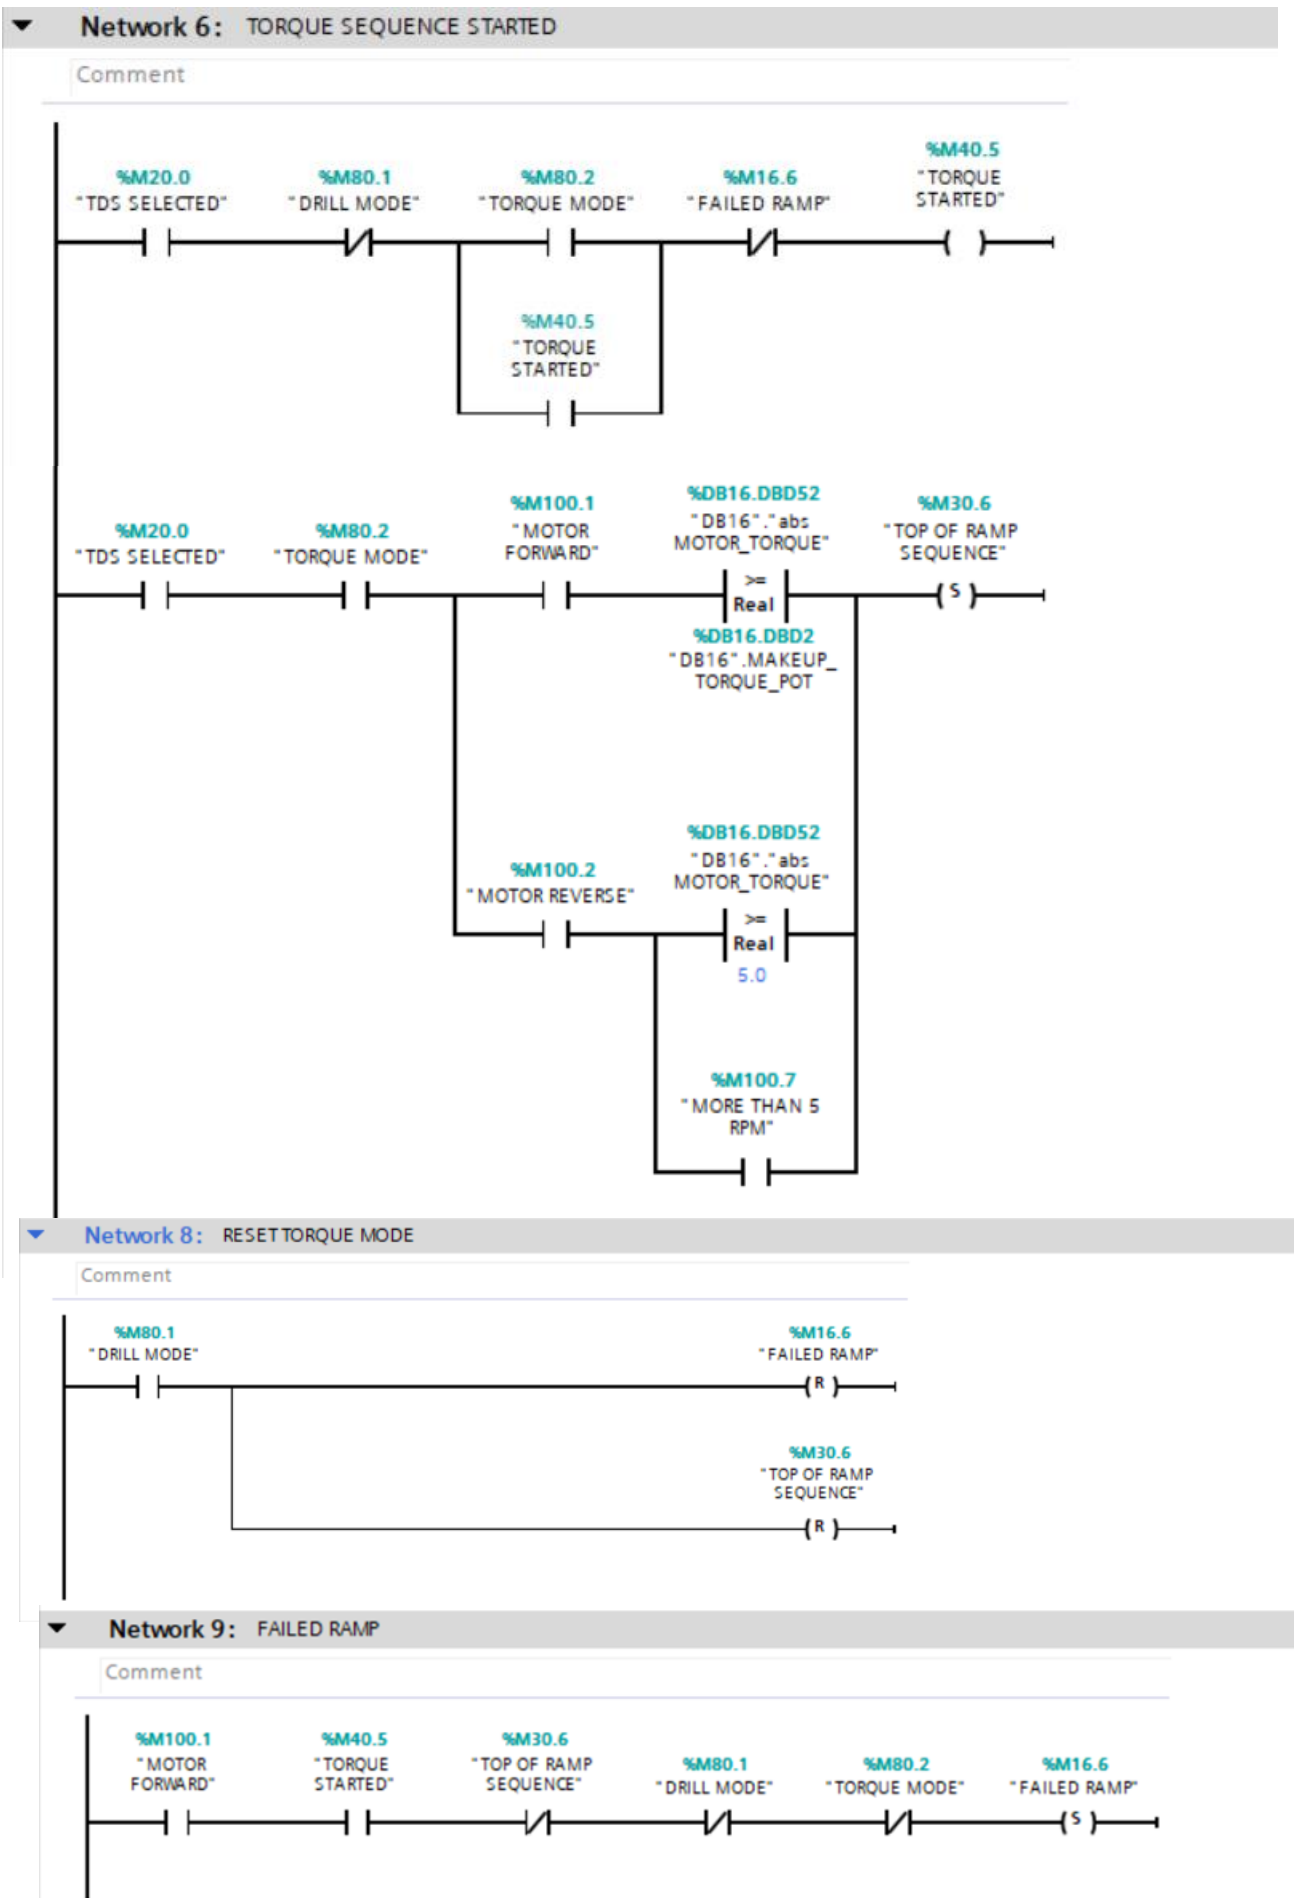 Network 6: TORQUE SEQUENCE STARTED
Comment
%M40.5
%M20.0 %M80.1 %M80.2 %M16.6 "TORQUE
"TDS SELECTED" "DRILL MODE" "TORQUE MODE" "FAILED RAMP" STARTED"
%M40.5
"TORQUE
STARTED"
%DB16.DBD52
%M100.1 "DB16"."abs %M30.6
%M20.0 %M80.2 "MOTOR MOTOR_TORQUE" "TOP OF RAMP
"TDS SELECTED" "TORQUE MODE" FORWARD" SEQUENCE"
>=
Real
S
%DB16.DBD2
"DB16".MAKEUP_
TORQUE_POT
%DB16.DBD52
"DB16"."abs
%M100.2 MOTOR_TORQUE"
"MOTOR REVERSE"
>=
Real
5.0
%M100.7
"MORE THAN 5
RPM"
Network 8: RESET TORQUE MODE
Comment
%M80.1 %M16.6
"DRILL MODE" "FAILED RAMP"
R
%M30.6
"TOP OF RAMP
SEQUENCE"
R
Network 9: FAILED RAMP
Comment
%M100.1 %M40.5 %M30.6
"MOTOR "TORQUE "TOP OF RAMP %M80.1 %M80.2 %M16.6
FORWARD" STARTED" SEQUENCE" "DRILL MODE" "TORQUE MODE" "FAILED RAMP"
S